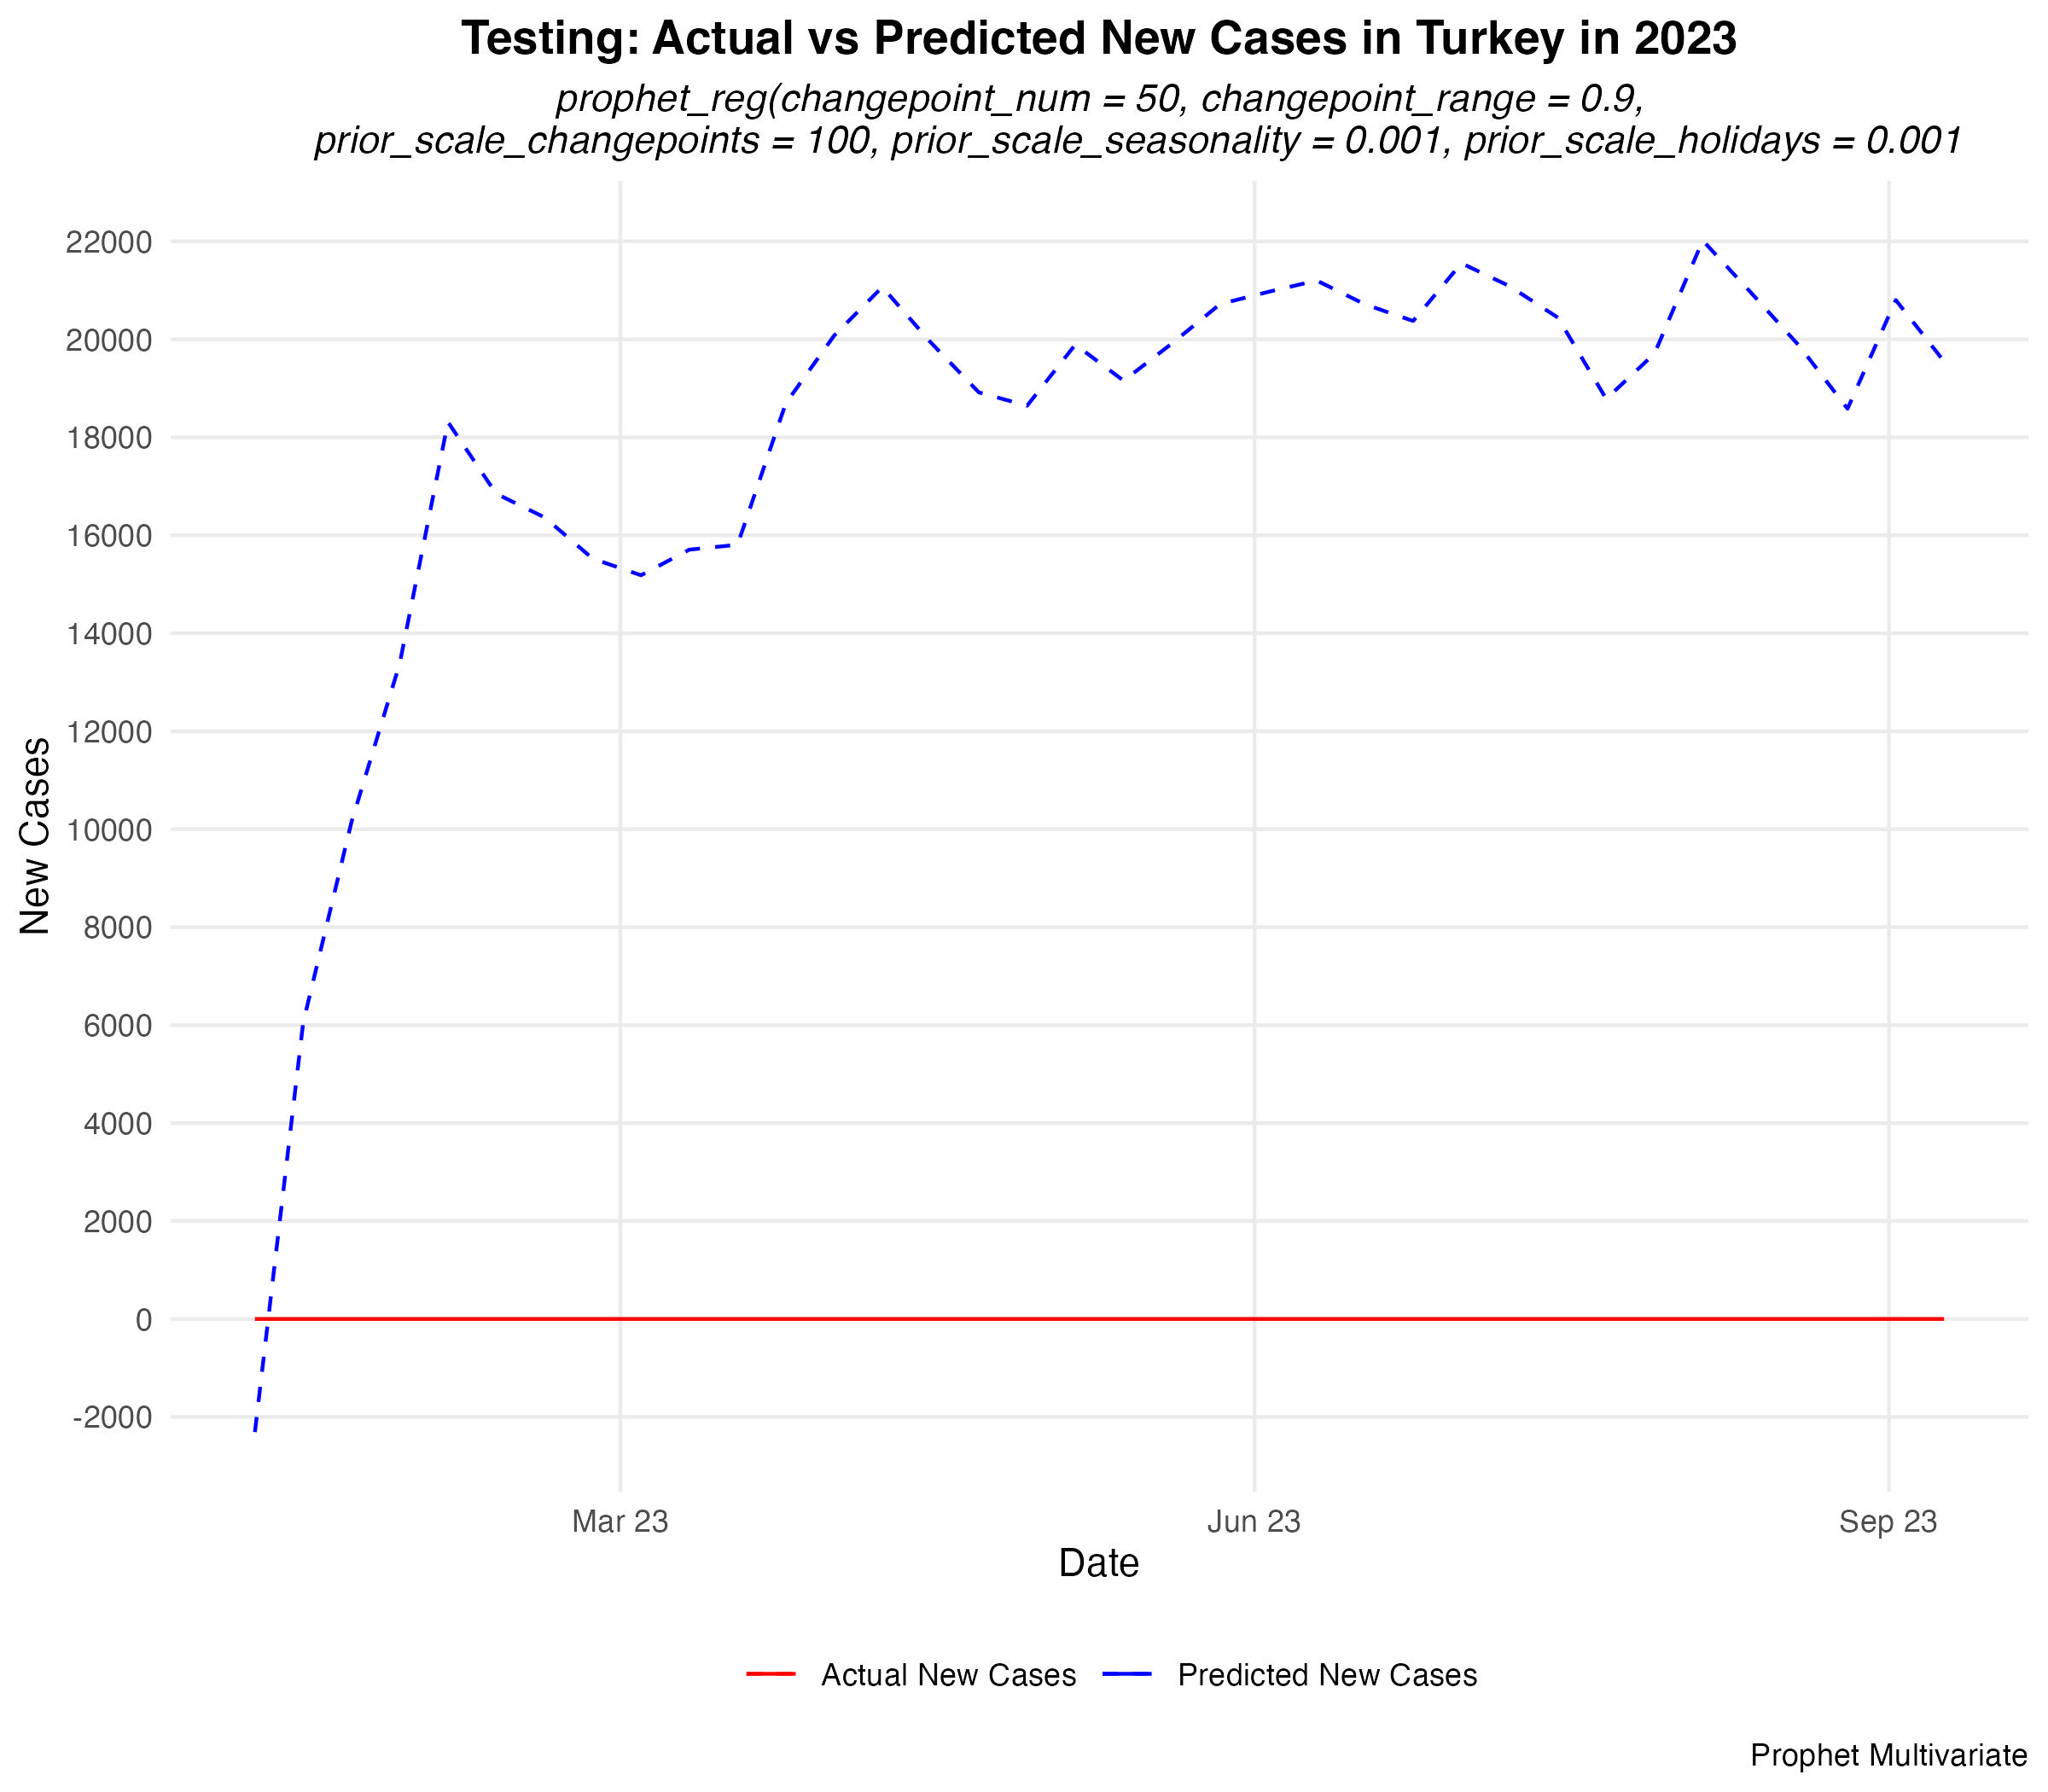 Testing: Actual vs Predicted New Cases in Turkey in 2023
prophet_reg(changepoint_num = 50, changepoint_range = 0.9,
prior_scale_changepoints = 100, prior_scale_seasonality = 0.001, prior_scale_holidays = 0.001
22000
20000
18000
16000
14000
12000
10000
8000
6000
4000
2000
0
-2000
New Cases
Mar 23
Jun 23
Sep 23
Date
Actual New Cases
Predicted New Cases
Prophet Multivariate